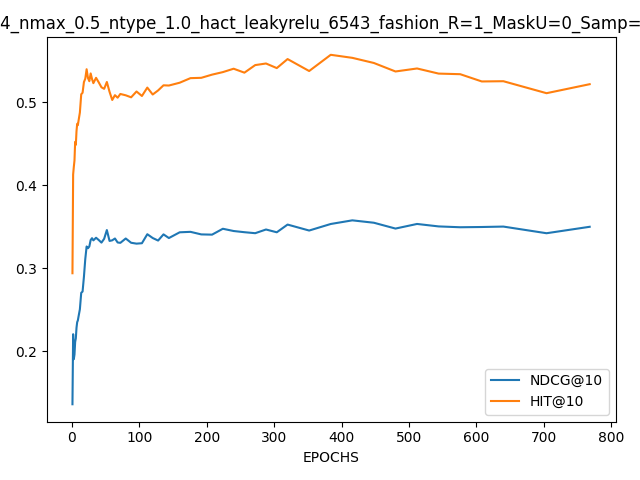 4_nmax_0.5_ntype_1.0_hact_leakyrelu_6543_fashion_R=1_MaskU=0_Samp=
0.5
0.4
0.3
0.2
NDCG@10
HIT@10
0 100 200 300 400 500 600 700 800
EPOCHS